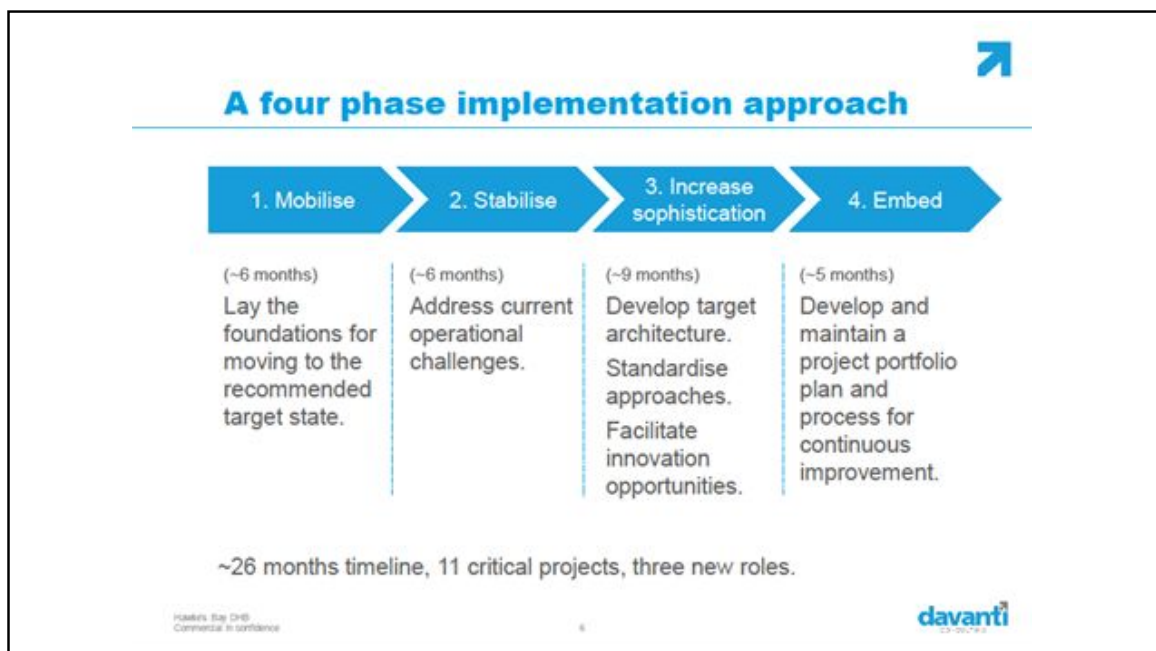 A four phase implementation approach
1. Mobilise
2. Stabilise
3. Increase
sophistication
4. Embed
(~6 months)
Lay the
foundations for
moving to the
recommended
target state.
(~6 months)
Address current
operational
challenges.
(~9 months)
Develop target
architecture.
Standardise
approaches.
Facilitate
innovation
opportunities.
(~5 months)
Develop and
maintain a
project portfolio
plan and
process for
continuous
improvement.
~26 months timeline, 11 critical projects, three new roles.
Hawke's Bay DHB
Commercial in confidence
6
davanti